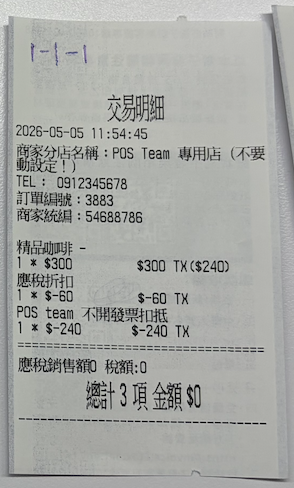 1-1-1
交易明細
2026-05-05 11:54:45
商家分店名稱：POS Team 專用店（不要
動設定！）
TEL： 0912345678
訂單編號：3883
商家統編：54688786
精品咖啡 -
1 * $300 $300 TX($240)
應稅折扣
1 * $-60 $-60 TX
POS team 不開發票扣抵
1 * $-240 $-240 TX
應稅銷售額0 稅額:0
總計 3 項 金額 $0